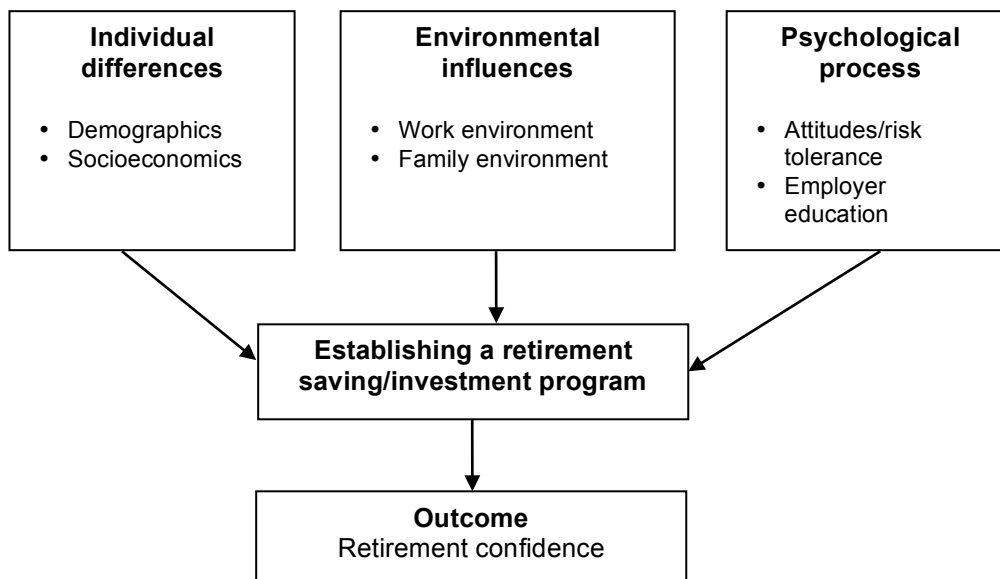 Individual
differences
• Demographics
• Socioeconomics
Environmental
influences
• Work environment
• Family environment
Psychological
process
• Attitudes/risk
tolerance
• Employer
education
Establishing a retirement
saving/investment program
Outcome
Retirement confidence